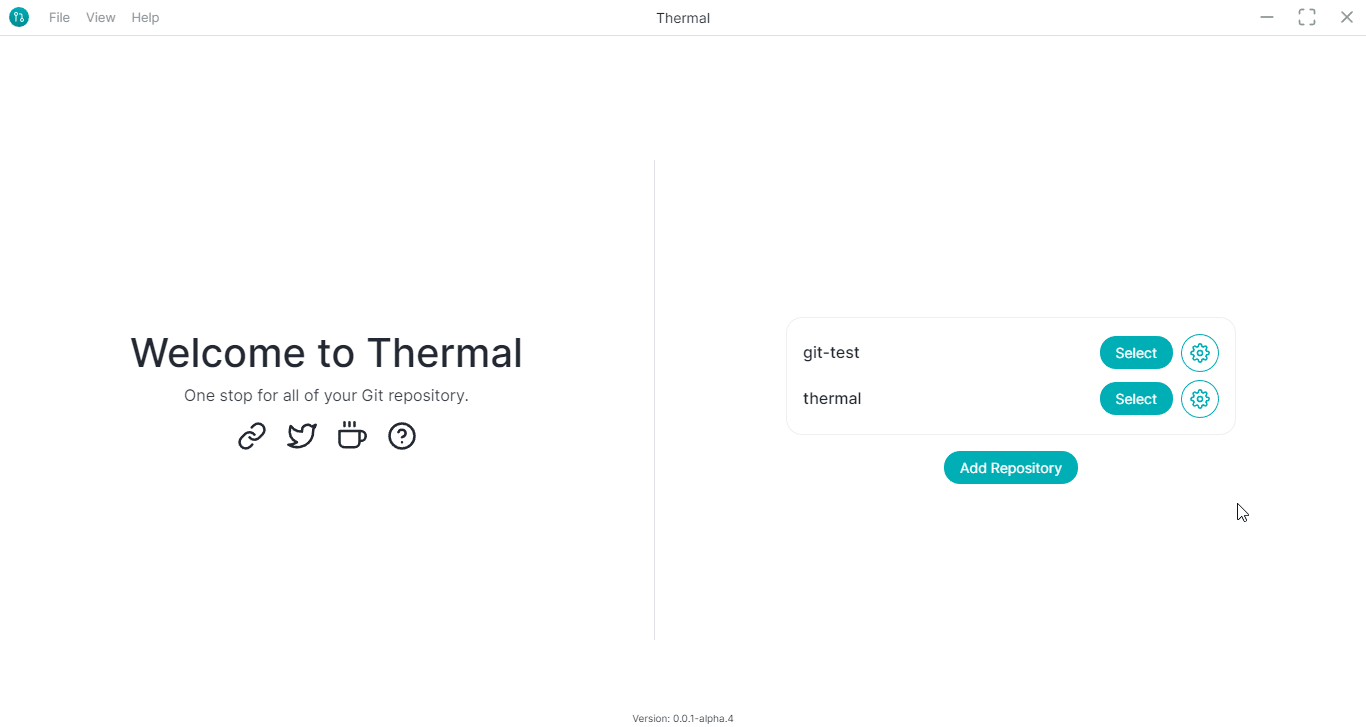 File View Help
Thermal
Welcome to Thermal
One stop for all of your Git repository.
git-test Select
thermal Select
Add Repository
Version: 0.0.1-alpha.4